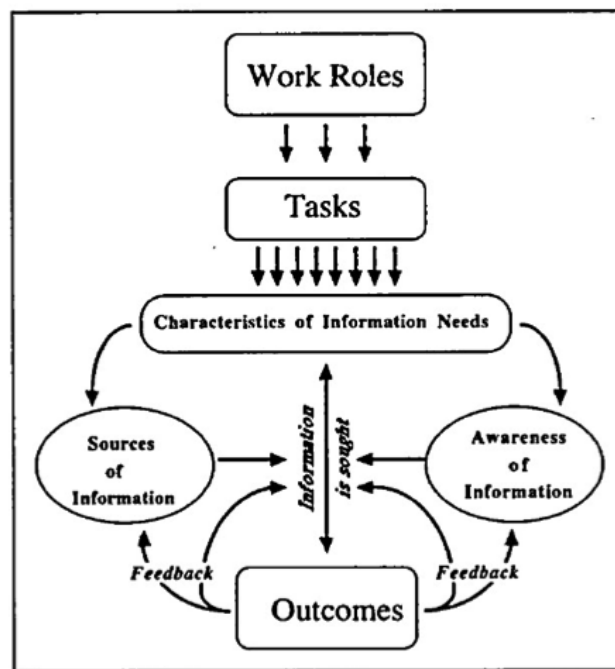 Work Roles
Tasks
Characteristics of Information Needs
Sources
of
Information
Information
is sought
Awareness
of
Information
Feedback
Feedback
Outcomes